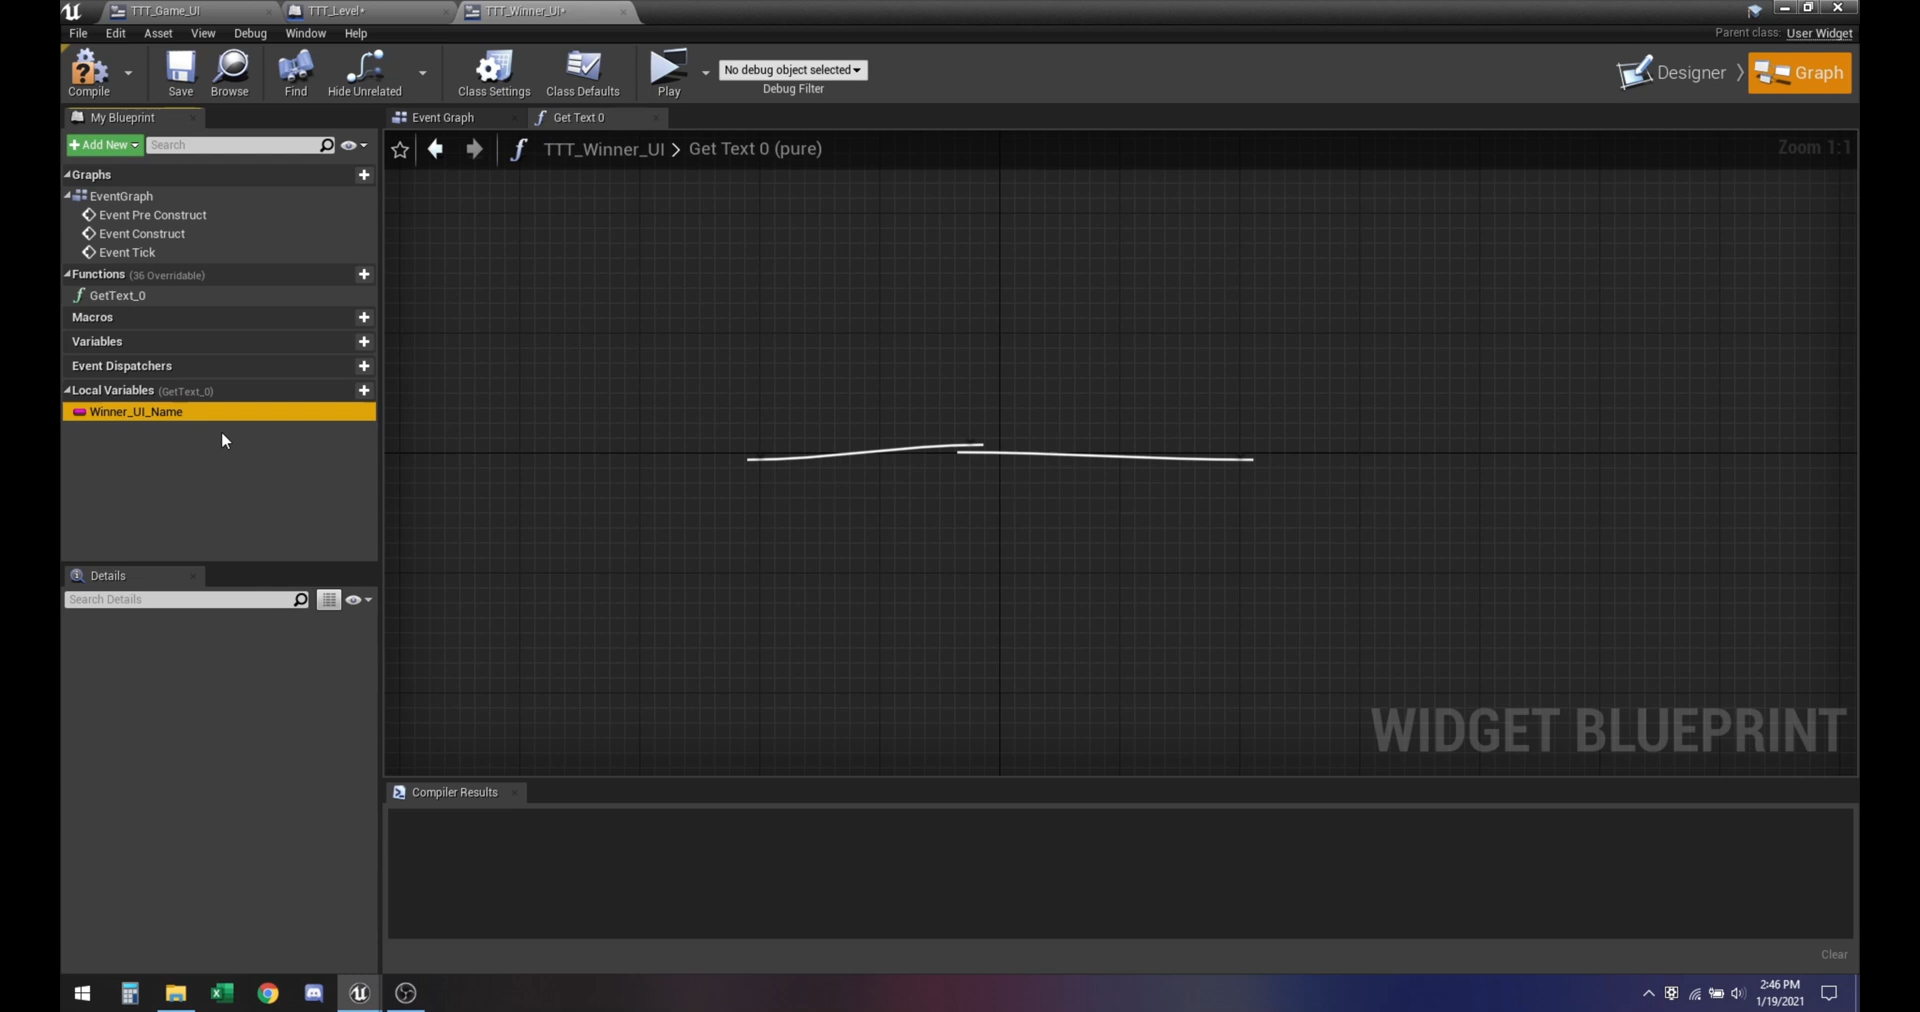 TTT_Game_UI
TTT_Level*
TTT_Winner_UI*
File Edit Asset View Debug Window Help
Parent class: User Widget
Compile
Save
Browse
Find
Hide Unrelated
Class Settings
Class Defaults
Play
No debug object selected
Debug Filter
Designer
Graph
My Blueprint
Event Graph
Get Text 0
Add New
Search
TTT_Winner_UI > Get Text 0 (pure)
Zoom 1:1
Graphs
EventGraph
Event Pre Construct
Event Construct
Event Tick
Functions (36 Overridable)
GetText_0
Macros
Variables
Event Dispatchers
Local Variables (GetText_0)
Winner_UI_Name
WIDGET BLUEPRINT
Details
Search Details
Compiler Results
Clear
2:46 PM
1/19/2021